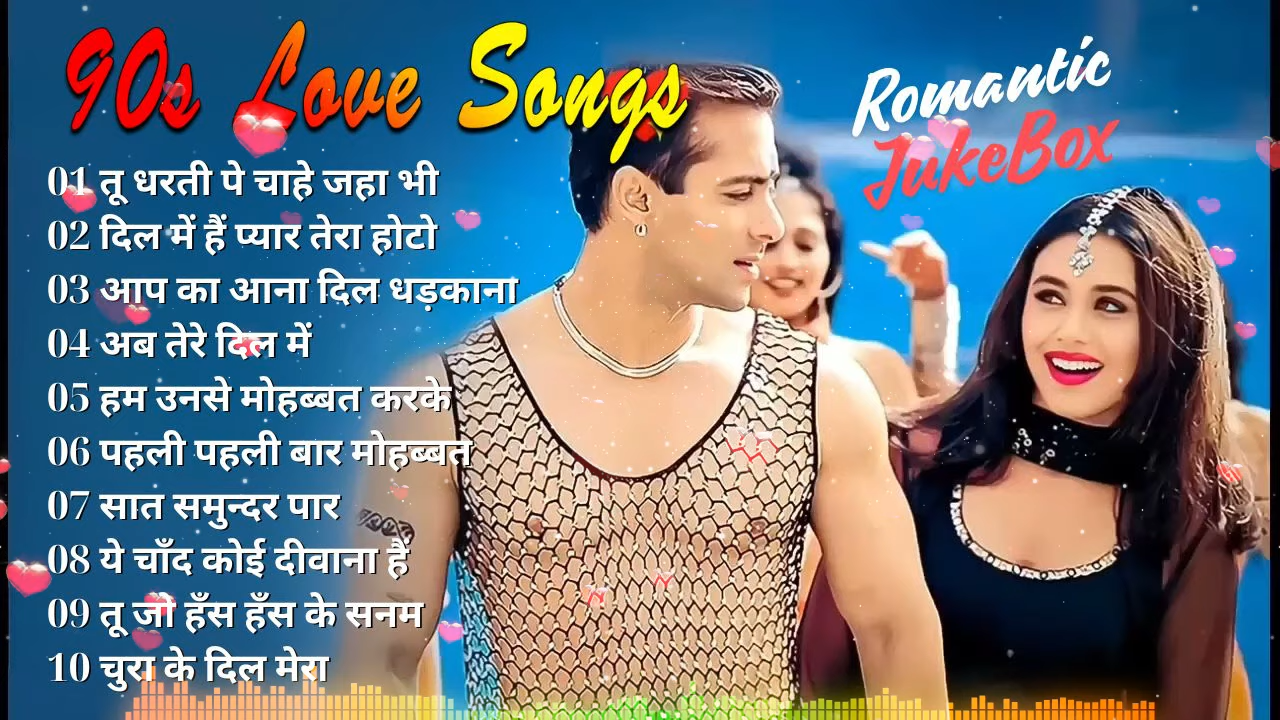 90s Love Songs
Romantic
JukeBox
01 तू धरती पे चाहे जहा भी
02 दिल में हैं प्यार तेरा होटो
03 आप का आना दिल धड़काना
04 अब तेरे दिल में
05 हम उनसे मोहब्बत करके
06 पहली पहली बार मोहब्बत
07 सात समुन्दर पार
08 ये चाँद कोई दीवाना हैं
09 तू जो हँस हँस के सनम
10 चुरा के दिल मेरा